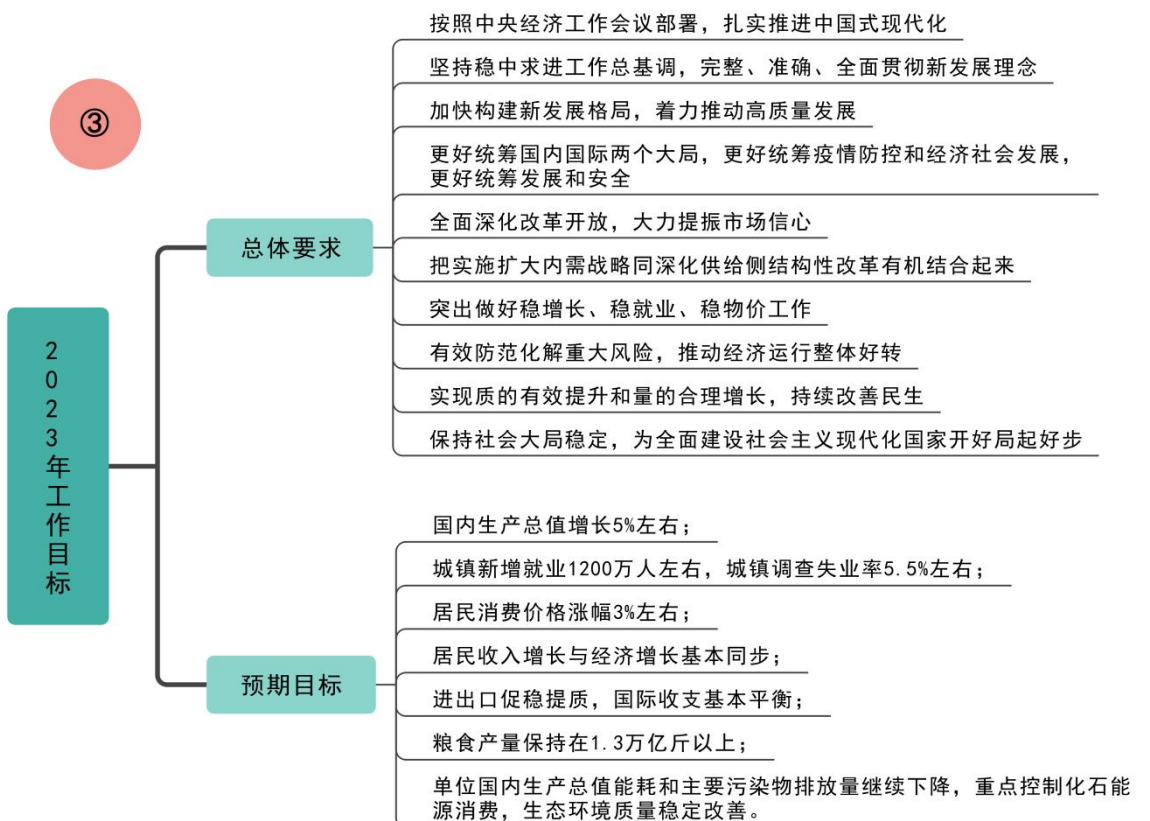 ③
2023年工作目标
总体要求
按照中央经济工作会议部署，扎实推进中国式现代化
坚持稳中求进工作总基调，完整、准确、全面贯彻新发展理念
加快构建新发展格局，着力推动高质量发展
更好统筹国内国际两个大局，更好统筹疫情防控和经济社会发展，
更好统筹发展和安全
全面深化改革开放，大力提振市场信心
把实施扩大内需战略同深化供给侧结构性改革有机结合起来
突出做好稳增长、稳就业、稳物价工作
有效防范化解重大风险，推动经济运行整体好转
实现质的有效提升和量的合理增长，持续改善民生
保持社会大局稳定，为全面建设社会主义现代化国家开好局起好步
预期目标
国内生产总值增长5%左右；
城镇新增就业1200万人左右，城镇调查失业率5.5%左右；
居民消费价格涨幅3%左右；
居民收入增长与经济增长基本同步；
进出口促稳提质，国际收支基本平衡；
粮食产量保持在1.3万亿斤以上；
单位国内生产总值能耗和主要污染物排放量继续下降，重点控制化石能
源消费，生态环境质量稳定改善。